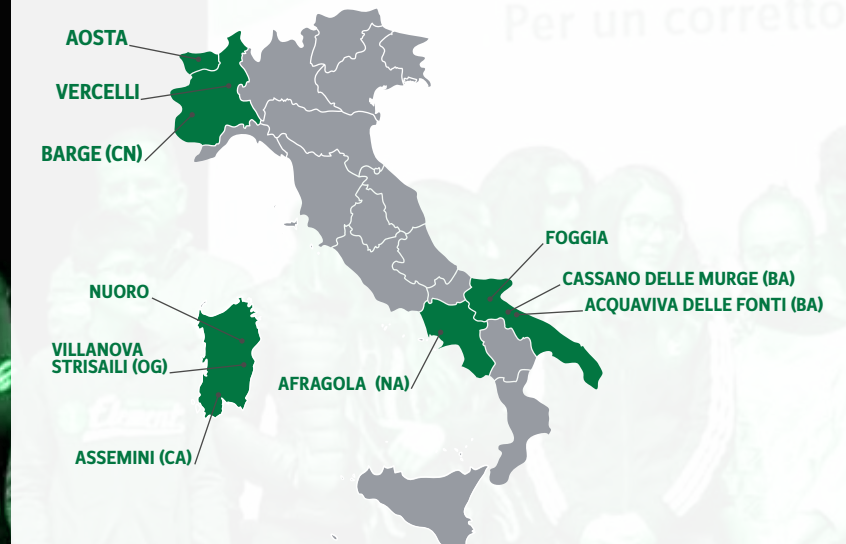 Per un corretto
AOSTA
VERCELLI
BARGE (CN)
FOGGIA
CASSANO DELLE MURGE (BA)
ACQUAVIVA DELLE FONTI (BA)
NUORO
VILLANOVA
STRISAILI (OG)
AFRAGOLA (NA)
ASSEMINI (CA)